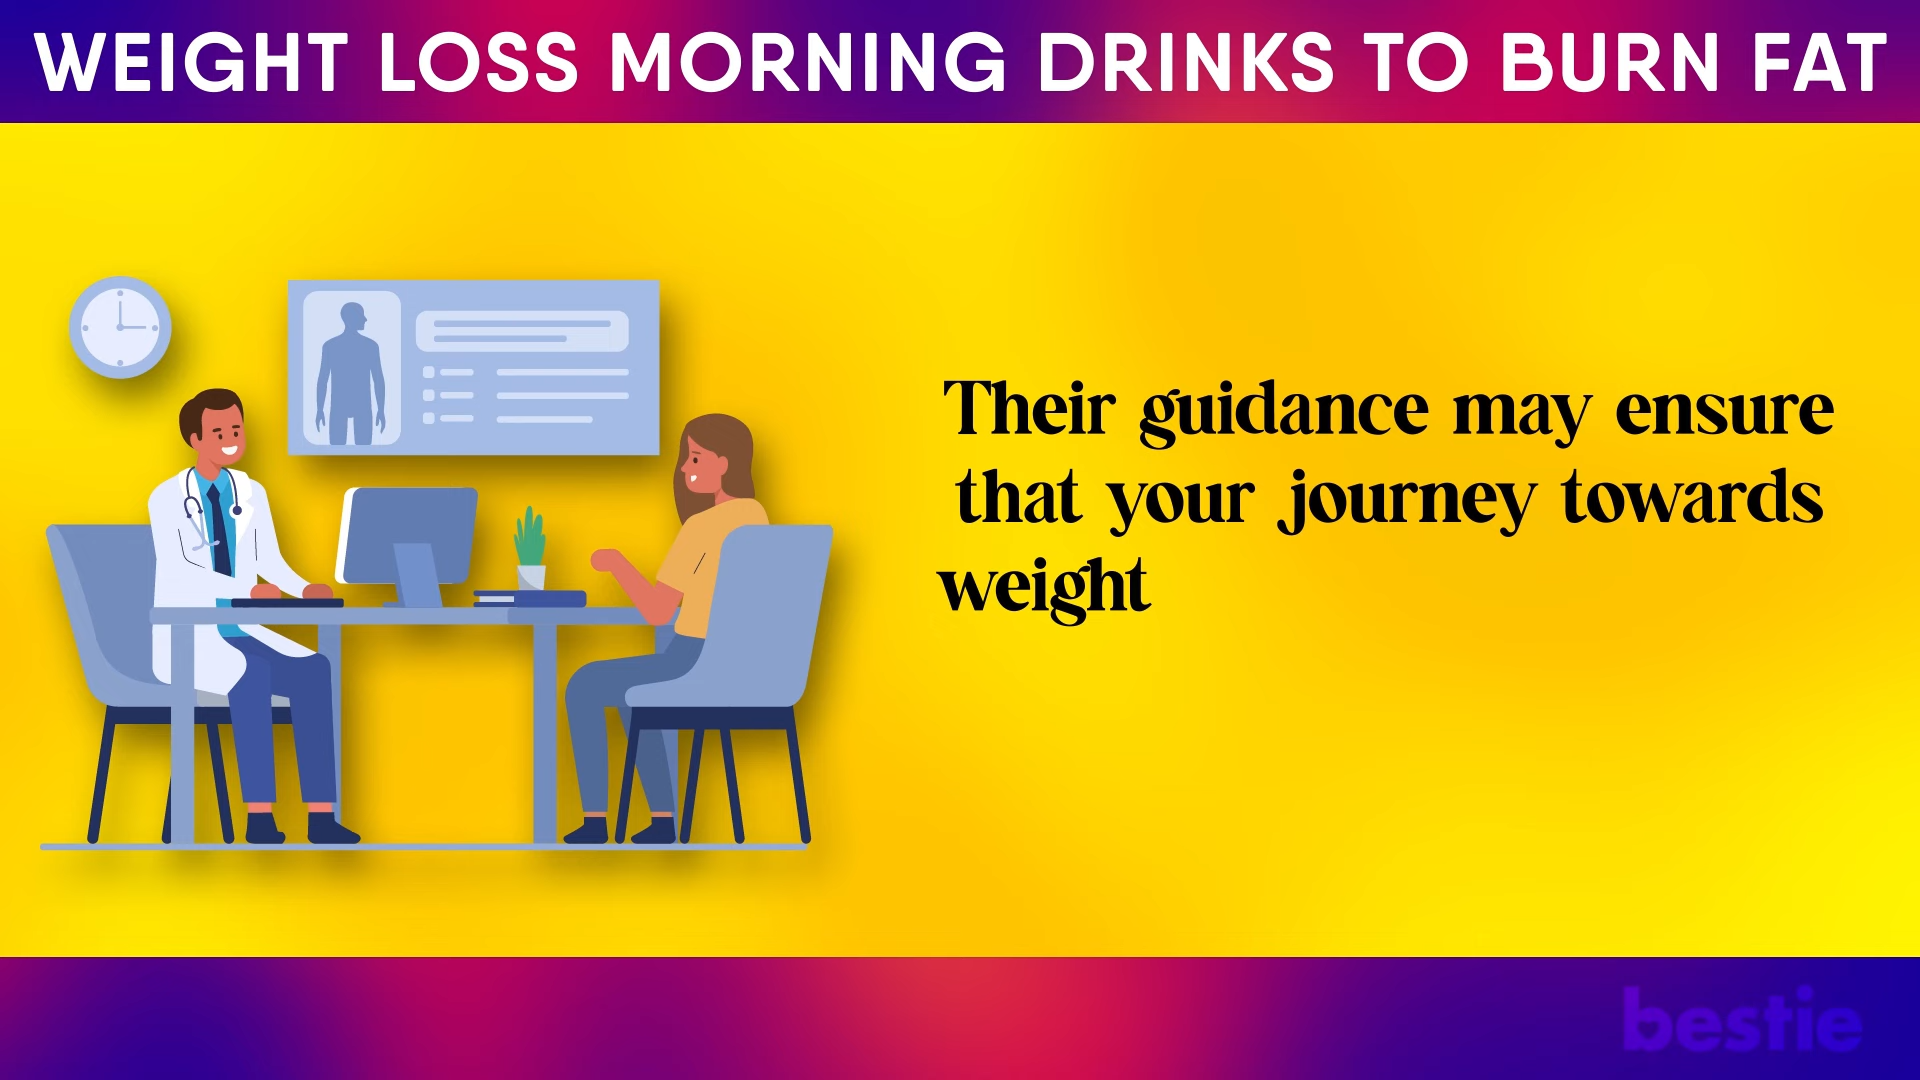 WEIGHT LOSS MORNING DRINKS TO BURN FAT
Their guidance may ensure
that your journey towards
weight
bestie